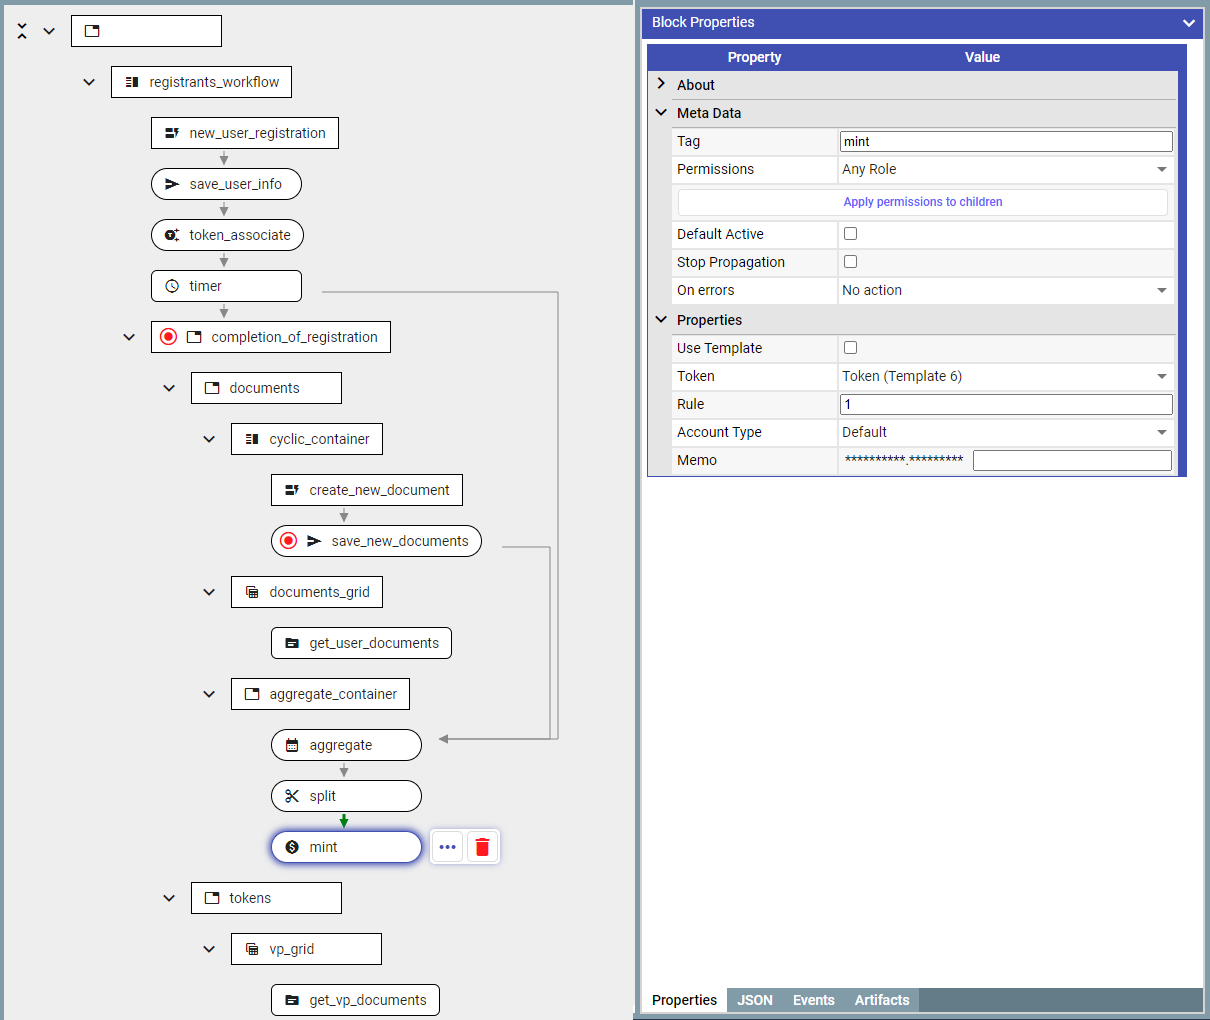 registrants_workflow
new_user_registration
save_user_info
token_associate
timer
completion_of_registration
documents
cyclic_container
create_new_document
save_new_documents
documents_grid
get_user_documents
aggregate_container
aggregate
split
mint
tokens
vp_grid
get_vp_documents
Block Properties
Property Value
About
Meta Data
Tag mint
Permissions Any Role
Apply permissions to children
Default Active
Stop Propagation
On errors No action
Properties
Use Template
Token Token (Template 6)
Rule 1
Account Type Default
Memo **********.*********
Properties JSON Events Artifacts